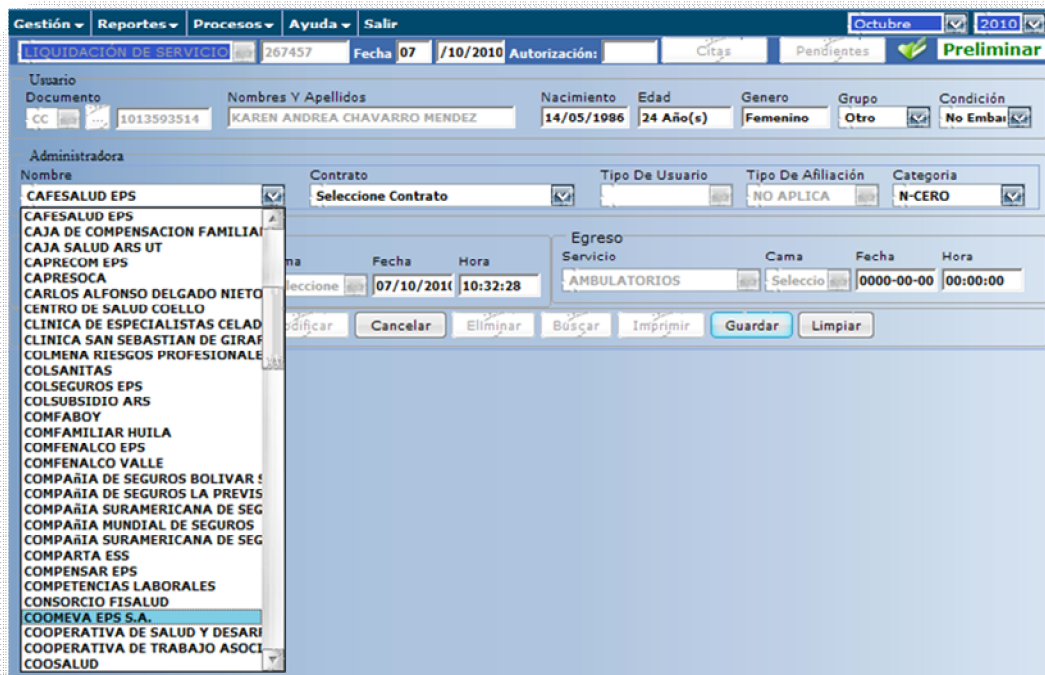 Gestión Reportes Procesos Ayuda Salir Octubre 2010
LIQUIDACIÓN DE SERVICIO 267457 Fecha 07 /10/2010 Autorización: Citas Pendientes Preliminar
Usuario
Documento Nombres Y Apellidos Nacimiento Edad Genero Grupo Condición
CC ... 1013593514 KAREN ANDREA CHAVARRO MENDEZ 14/05/1986 24 Año(s) Femenino Otro No Embar
Administradora
Nombre Contrato Tipo De Usuario Tipo De Afiliación Categoria
CAFESALUD EPS Seleccione Contrato NO APLICA N-CERO
CAFESALUD EPS
CAJA DE COMPENSACION FAMILIAR
CAJA SALUD ARS UT
CAPRECOM EPS
CAPRESOCA
CARLOS ALFONSO DELGADO NIETO
CENTRO DE SALUD COELLO
CLINICA DE ESPECIALISTAS CELAD
CLINICA SAN SEBASTIAN DE GIRAR
COLMENA RIESGOS PROFESIONALE
COLSANITAS
COLSEGUROS EPS
COLSUBSIDIO ARS
COMFABOY
COMFAMILIAR HUILA
COMFENALCO EPS
COMFENALCO VALLE
COMPAñIA DE SEGUROS BOLIVAR S
COMPAñIA DE SEGUROS LA PREVIS
COMPAñIA SURAMERICANA DE SEG
COMPAñIA MUNDIAL DE SEGUROS
COMPAñIA SURAMERICANA DE SEG
COMPARTA ESS
COMPENSAR EPS
COMPETENCIAS LABORALES
CONSORCIO FISALUD
COOMEVA EPS S.A.
COOPERATIVA DE SALUD Y DESARR
COOPERATIVA DE TRABAJO ASOCI
COOSALUD
ma Fecha Hora
leccione 07/10/2010 10:32:28
Egreso
Servicio Cama Fecha Hora
AMBULATORIOS Seleccio 0000-00-00 00:00:00
odificar Cancelar Eliminar Buscar Imprimir Guardar Limpiar